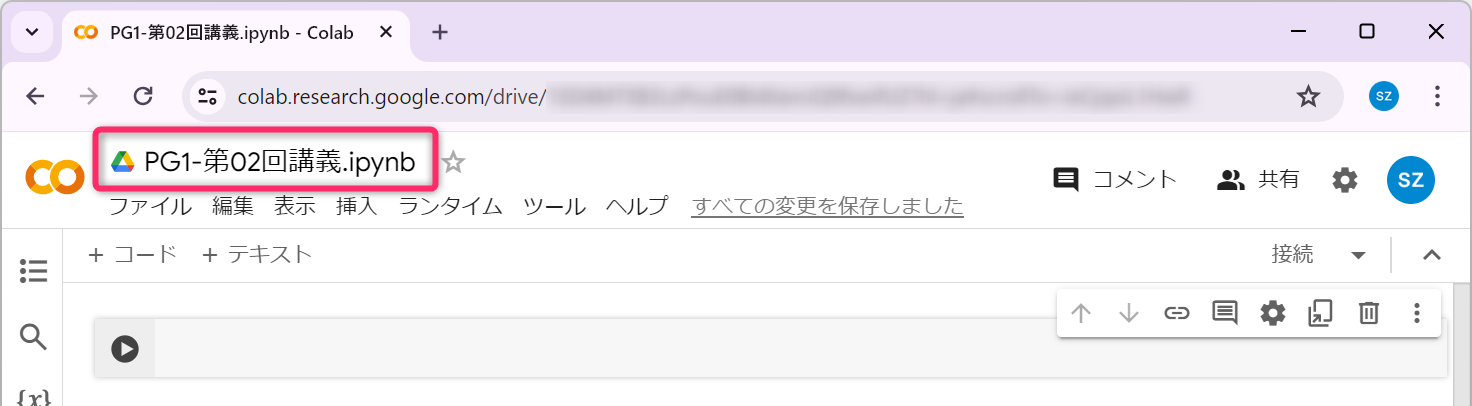 PG1-第02回講義.ipynb - Colab
colab.research.google.com/drive/
SZ
PG1-第02回講義.ipynb
コメント
共有
SZ
ファイル 編集 表示 挿入 ランタイム ツール ヘルプ すべての変更を保存しました
+ コード + テキスト
接続
{x}